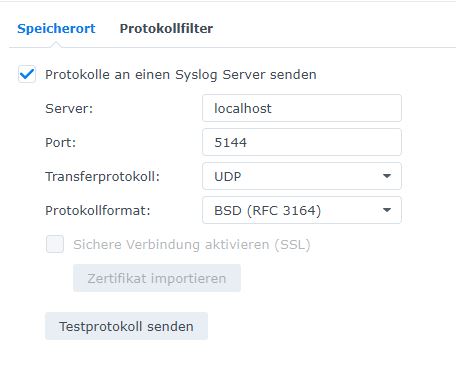 Speicherort Protokollfilter
Protokolle an einen Syslog Server senden
Server: localhost
Port: 5144
Transferprotokoll: UDP
Protokollformat: BSD (RFC 3164)
Sichere Verbindung aktivieren (SSL)
Zertifikat importieren
Testprotokoll senden